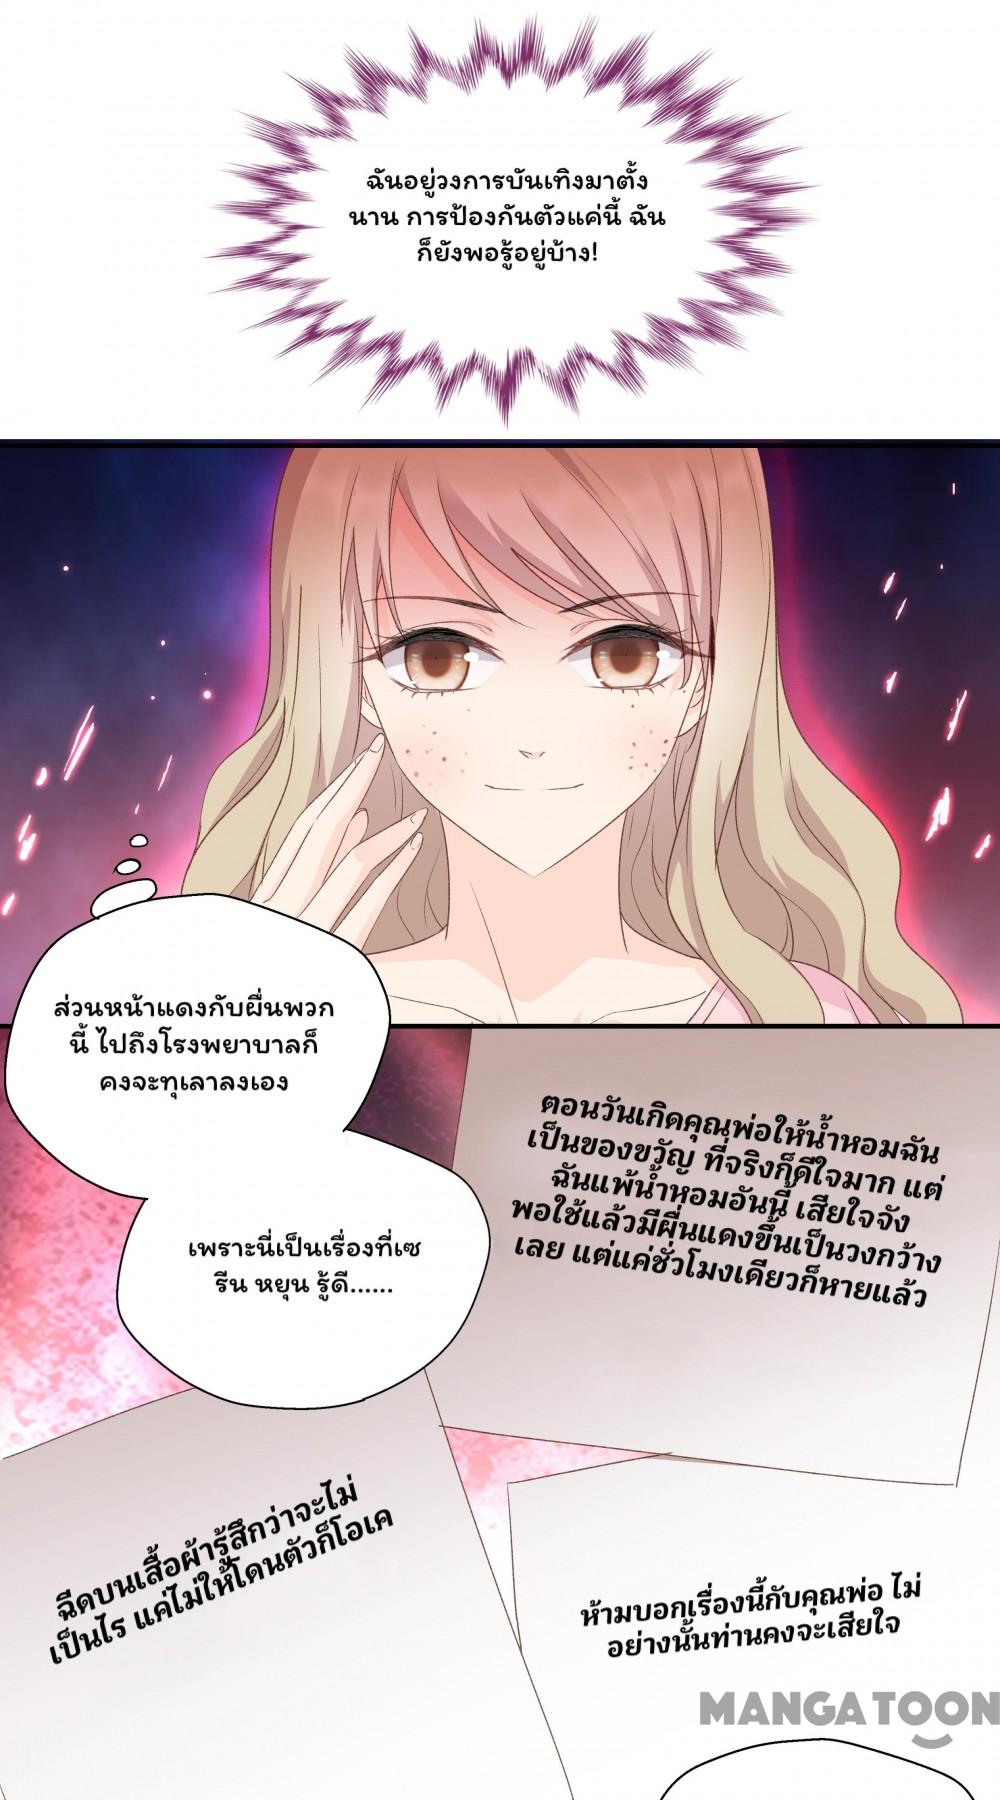 ฉันอยู่วงการบันเทิงมาตั้ง
นาน การป้องกันตัวแค่นี้ ฉัน
ก็ยังพอรู้อยู่บ้าง!
ส่วนหน้าแดงกับผื่นพวก
นี้ ไปถึงโรงพยาบาลก็
คงจะทุเลาลงเอง
ตอนวันเกิดคุณพ่อให้น้ำหอมฉัน
เป็นของขวัญ ที่จริงก็ดีใจมาก แต่
ฉันแพ้น้ำหอมอันนี้ เสียใจจัง
พอใช้แล้วมีผื่นแดงขึ้นเป็นวงกว้าง
เลย แต่แค่ชั่วโมงเดียวก็หายแล้ว
เพราะนี่เป็นเรื่องที่เซ
รีน หยุน รู้ดี......
ฉีดบนเสื้อผ้ารู้สึกว่าจะไม่
เป็นไร แค่ไม่ให้โดนตัวก็โอเค
ห้ามบอกเรื่องนี้กับคุณพ่อ ไม่
อย่างนั้นท่านคงจะเสียใจ
MANGATOON